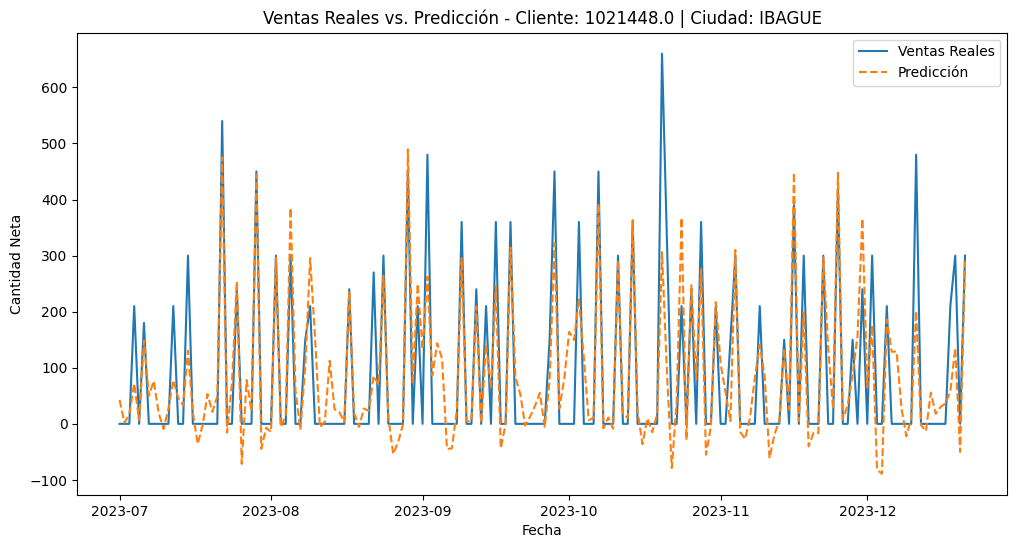 Ventas Reales vs. Predicción - Cliente: 1021448.0 | Ciudad: IBAGUE
Ventas Reales
Predicción
Cantidad Neta
600
500
400
300
200
100
0
−100
2023-07
2023-08
2023-09
2023-10
2023-11
2023-12
Fecha